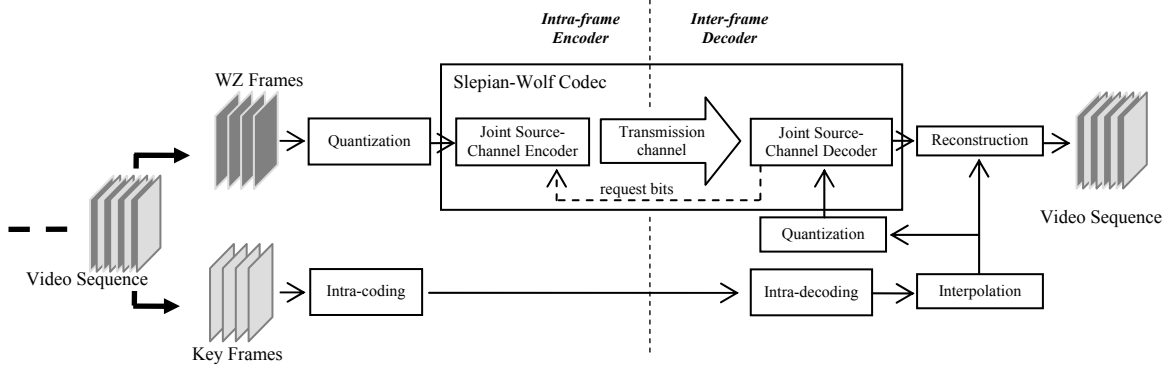 Intra-frame
Encoder
Inter-frame
Decoder
WZ Frames
Slepian-Wolf Codec
Quantization
Joint Source-
Channel Encoder
Transmission
channel
Joint Source-
Channel Decoder
Reconstruction
request bits
Video Sequence
Quantization
Video Sequence
Intra-coding
Intra-decoding
Interpolation
Key Frames